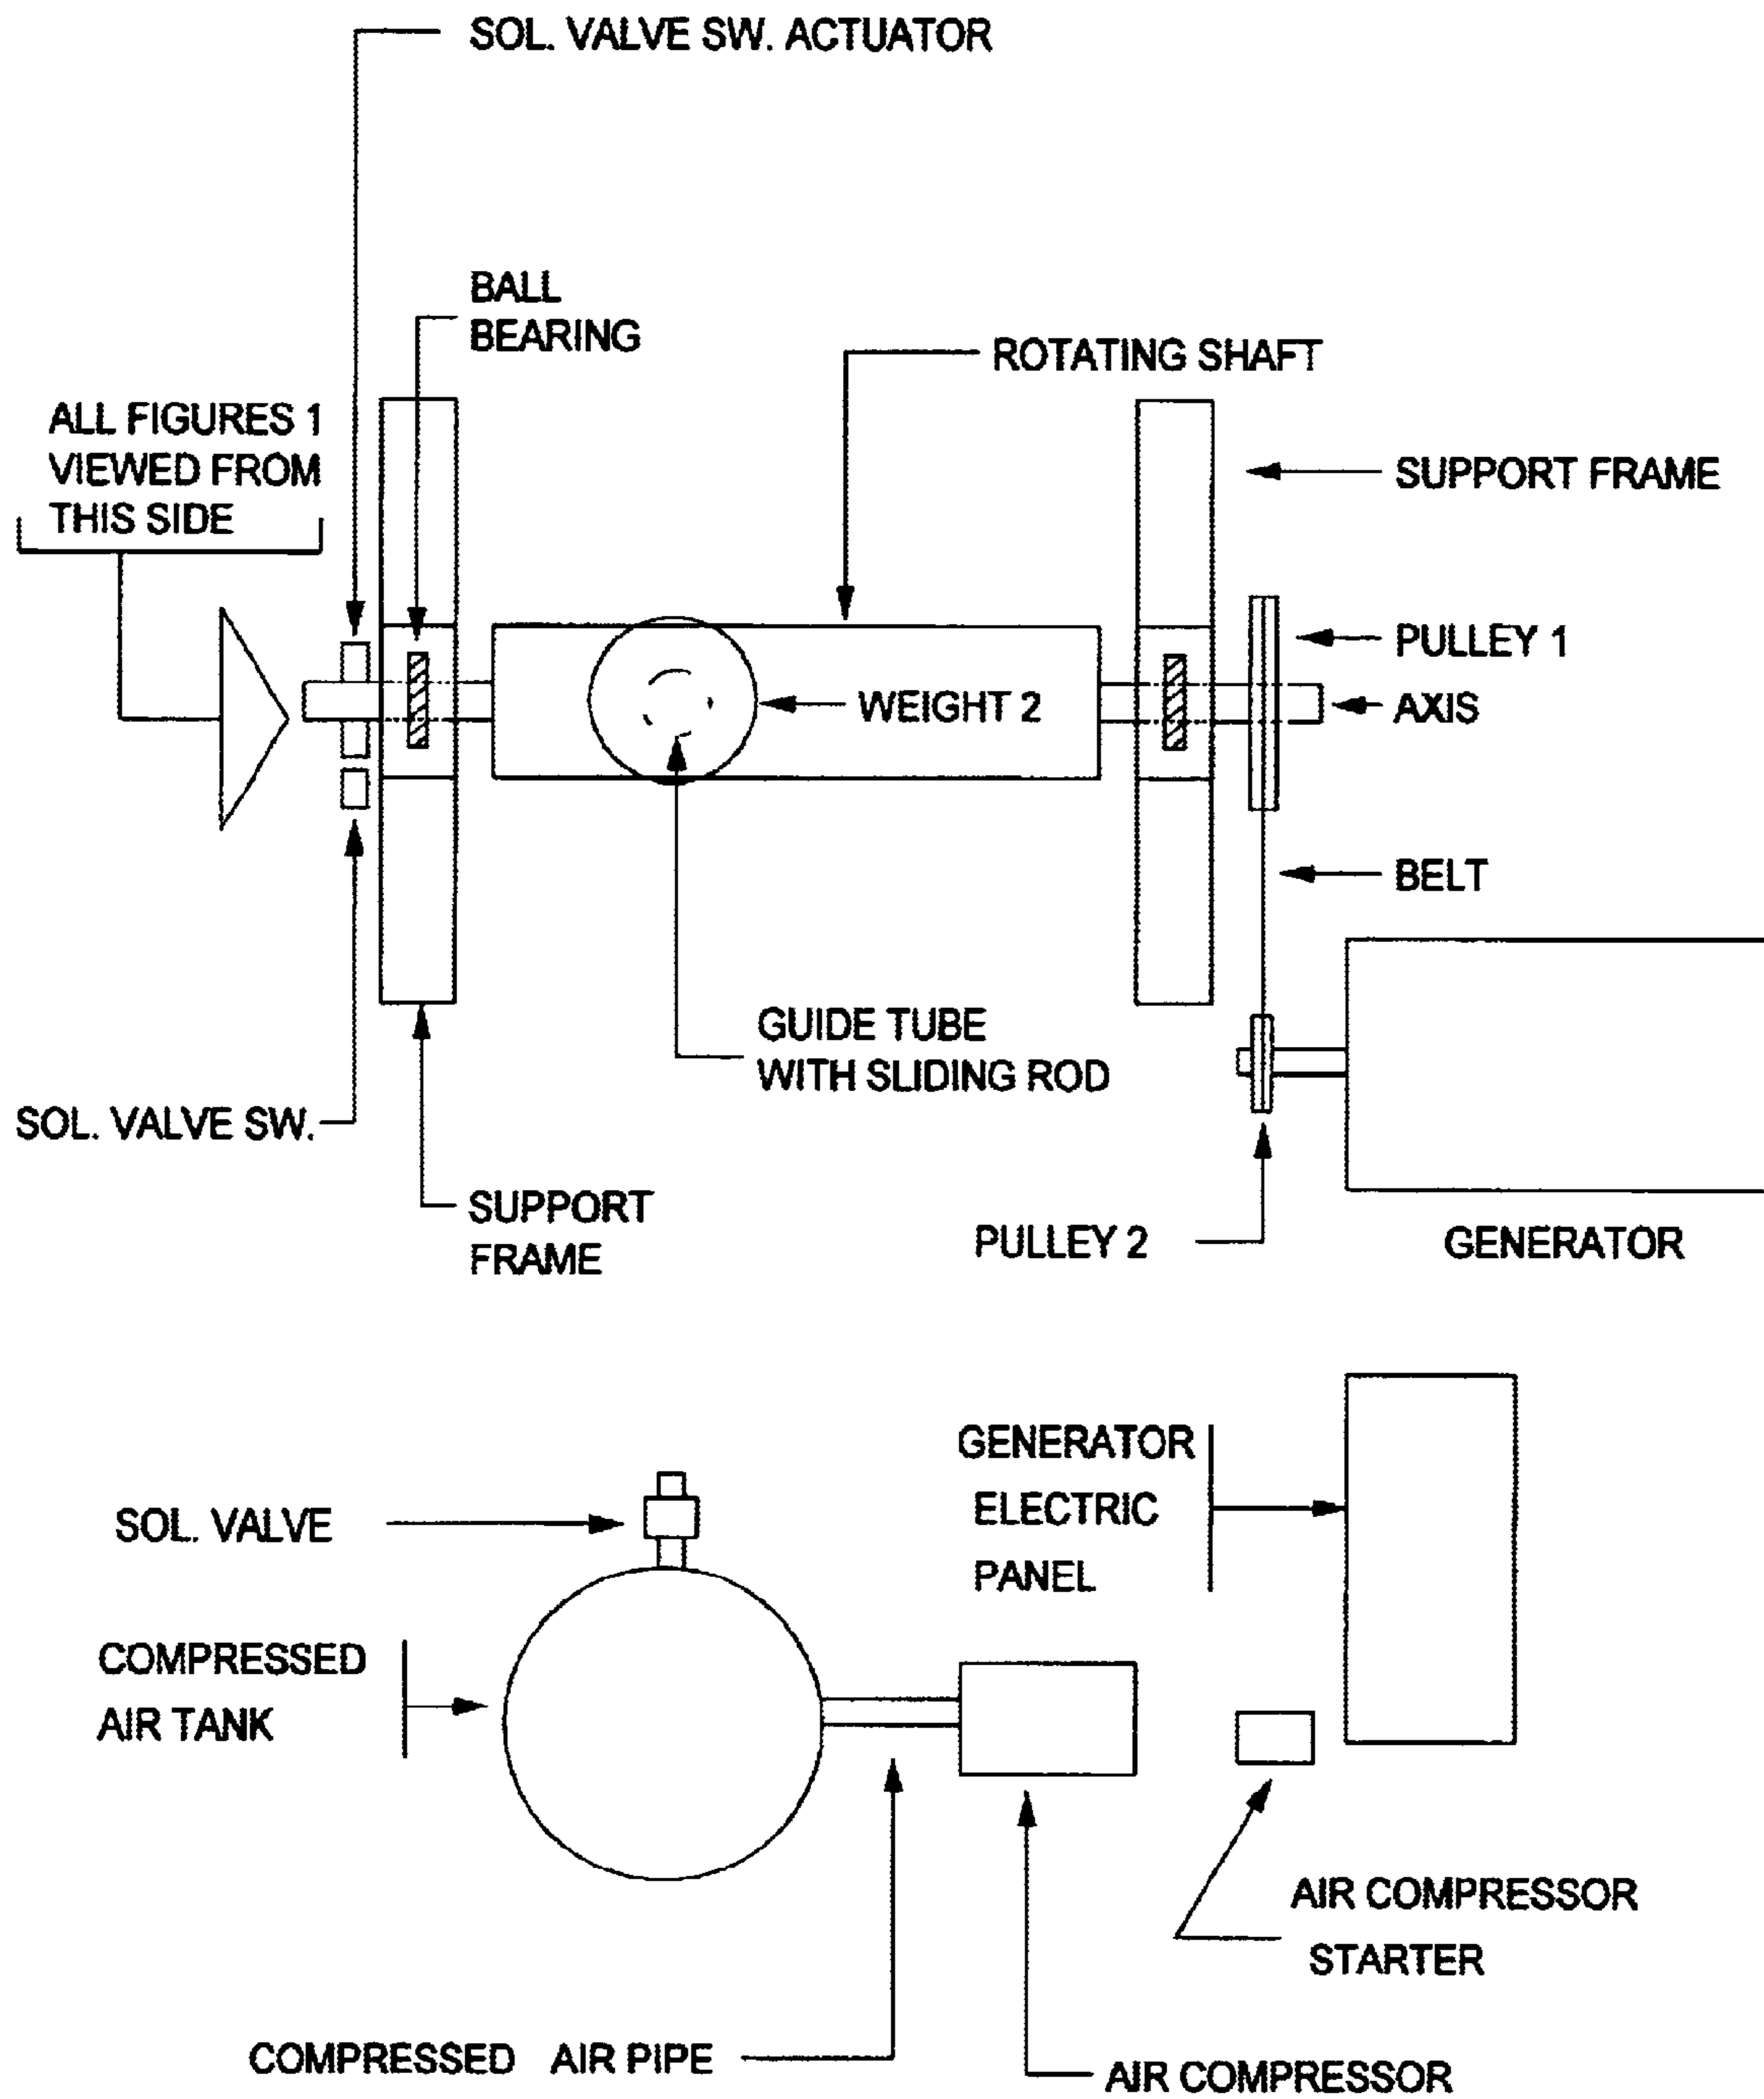 SOL. VALVE SW. ACTUATOR
BALL
BEARING
ROTATING SHAFT
ALL FIGURES 1
VIEWED FROM
THIS SIDE
SUPPORT FRAME
PULLEY 1
WEIGHT 2
AXIS
BELT
GUIDE TUBE
WITH SLIDING ROD
SOL. VALVE SW.
SUPPORT
FRAME
PULLEY 2
GENERATOR
GENERATOR
ELECTRIC
PANEL
SOL. VALVE
COMPRESSED
AIR TANK
AIR COMPRESSOR
STARTER
COMPRESSED AIR PIPE
AIR COMPRESSOR